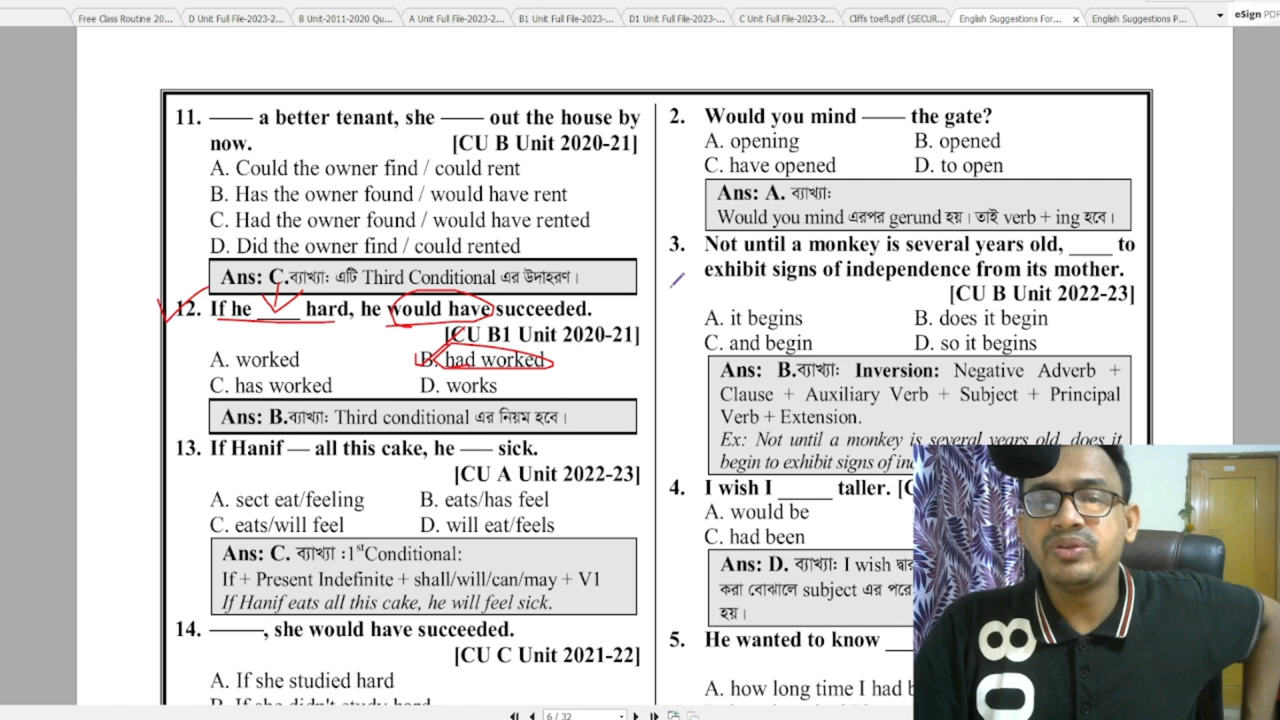 Free Class Routine 20...
D Unit Full File-2023-2...
B Unit-2011-2020 Qu...
A Unit Full File-2023-2...
B1 Unit Full File-2023-...
D1 Unit Full File-2023-...
C Unit Full File-2023-2...
Cliffs toefl.pdf (SECUR...
English Suggestions For...
English Suggestions P...
eSign PDF
11. —— a better tenant, she —— out the house by
now. [CU B Unit 2020-21]
A. Could the owner find / could rent
B. Has the owner found / would have rent
C. Had the owner found / would have rented
D. Did the owner find / could rented
Ans: C.ব্যাখ্যাঃ এটি Third Conditional এর উদাহরণ।
12. If he ____ hard, he would have succeeded.
[CU B1 Unit 2020-21]
A. worked B. had worked
C. has worked D. works
Ans: B.ব্যাখ্যাঃ Third conditional এর নিয়ম হবে।
13. If Hanif — all this cake, he —— sick.
[CU A Unit 2022-23]
A. sect eat/feeling B. eats/has feel
C. eats/will feel D. will eat/feels
Ans: C. ব্যাখ্যা :1stConditional:
If + Present Indefinite + shall/will/can/may + V1
If Hanif eats all this cake, he will feel sick.
14. ———, she would have succeeded.
[CU C Unit 2021-22]
A. If she studied hard
B. If she didn't study hard
2. Would you mind —— the gate?
A. opening B. opened
C. have opened D. to open
Ans: A. ব্যাখ্যাঃ
Would you mind এরপর gerund হয়। তাই verb + ing হবে।
3. Not until a monkey is several years old, ____ to
exhibit signs of independence from its mother.
[CU B Unit 2022-23]
A. it begins B. does it begin
C. and begin D. so it begins
Ans: B.ব্যাখ্যাঃ Inversion: Negative Adverb +
Clause + Auxiliary Verb + Subject + Principal
Verb + Extension.
Ex: Not until a monkey is several years old, does it
begin to exhibit signs of
4. I wish I _____ taller.
A. would be
C. had been
Ans: D. ব্যাখ্যাঃ I wish দ্বারা
করা বোঝালে subject এর পরে
হয়।
5. He wanted to know ___
A. how long time I had
6 / 32
08